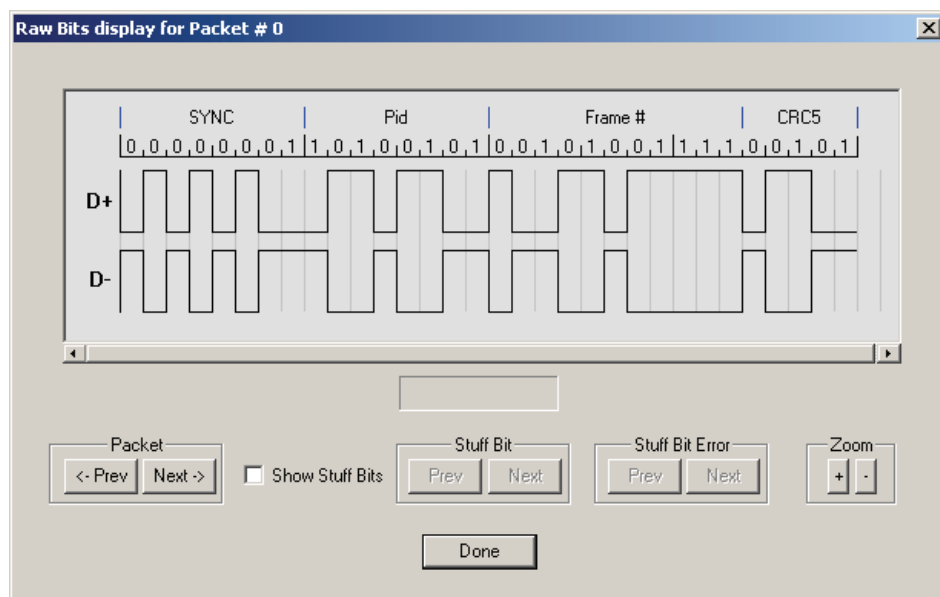 Raw Bits display for Packet # 0
SYNC Pid Frame # CRC5
0 0 0 0 0 0 0 1 1 0 1 0 0 1 0 1 0 0 1 0 1 0 0 1 1 1 1 0 0 1 0 1
D+
D-
Packet Stuff Bit Stuff Bit Error Zoom
<- Prev Next -> Show Stuff Bits Prev Next Prev Next + -
Done